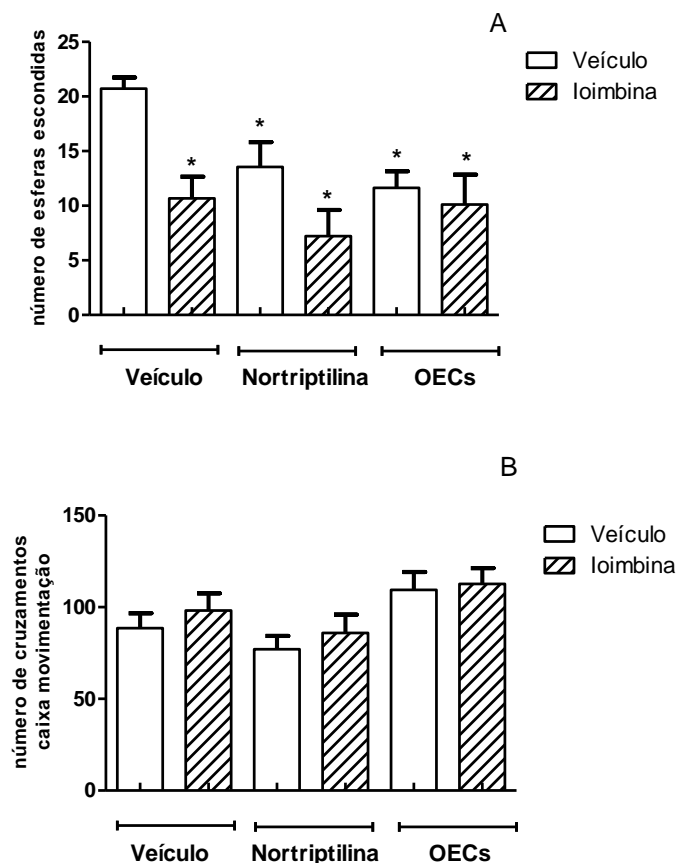 A
25
20
15
10
5
0
número de esferas escondidas
*
*
*
*
*
Veículo
Ioimbina
Veículo
Nortriptilina
OECs
B
150
100
50
0
número de cruzamentos
caixa movimentação
Veículo
Ioimbina
Veículo
Nortriptilina
OECs